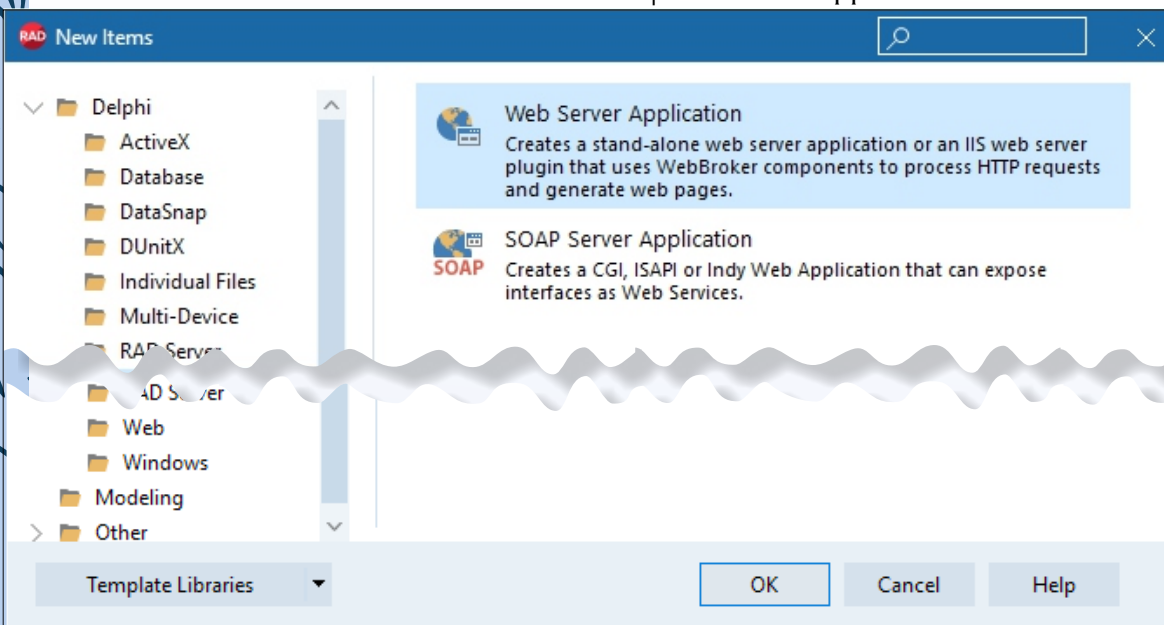 RAD New Items
Delphi
ActiveX
Database
DataSnap
DUnitX
Individual Files
Multi-Device
RAD Server
Server
Web
Windows
Modeling
Other
Web Server Application
Creates a stand-alone web server application or an IIS web server
plugin that uses WebBroker components to process HTTP requests
and generate web pages.
SOAP
SOAP Server Application
Creates a CGI, ISAPI or Indy Web Application that can expose
interfaces as Web Services.
Template Libraries
OK
Cancel
Help